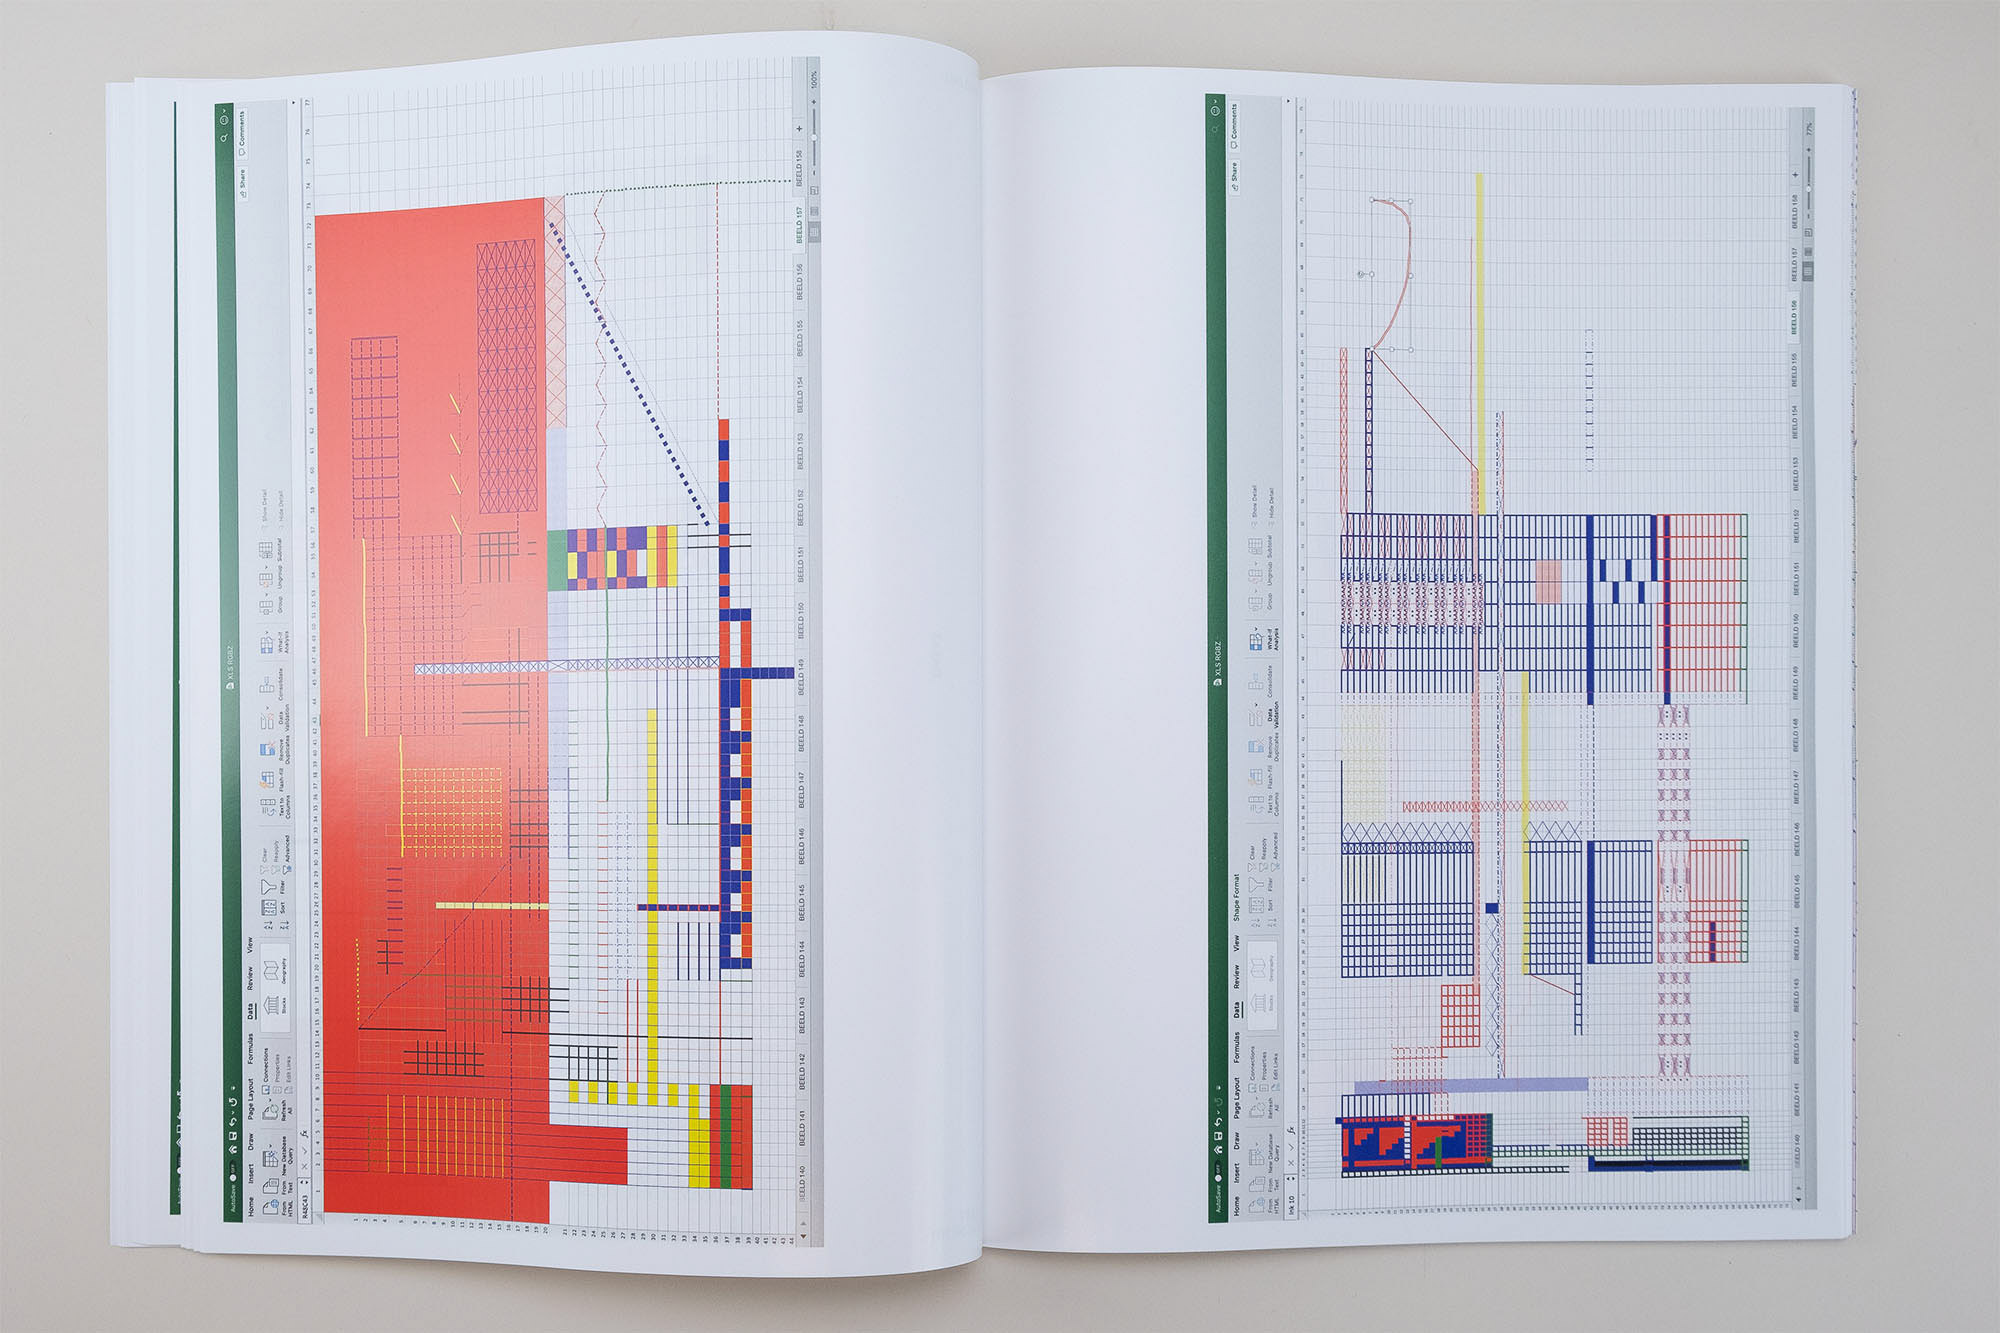 AutoSave OFF
XLS RGBZ
Home Insert Draw Page Layout Formulas Data Review View
Share Comments
From HTML
From Text
New Database Query
Refresh All
Connections
Properties
Edit Links
Stocks
Geography
Sort
Filter
Clear
Reapply
Advanced
Text to Columns
Flash-fill
Remove Duplicates
Data Validation
Consolidate
What-if Analysis
Group
Ungroup
Subtotal
Show Detail
Hide Detail
R48C43
fx
BEELD 140 BEELD 141 BEELD 142 BEELD 143 BEELD 144 BEELD 145 BEELD 146 BEELD 147 BEELD 148 BEELD 149 BEELD 150 BEELD 151 BEELD 152 BEELD 153 BEELD 154 BEELD 155 BEELD 156 BEELD 157 BEELD 158 +
100%
AutoSave OFF
XLS RGBZ
Home Insert Draw Page Layout Formulas Data Review View Shape Format
Share Comments
From HTML
From Text
New Database Query
Refresh All
Connections
Properties
Edit Links
Stocks
Geography
Sort
Filter
Clear
Reapply
Advanced
Text to Columns
Flash-fill
Remove Duplicates
Data Validation
Consolidate
What-if Analysis
Group
Ungroup
Subtotal
Show Detail
Hide Detail
Ink 10
fx
BEELD 140 BEELD 141 BEELD 142 BEELD 143 BEELD 144 BEELD 145 BEELD 146 BEELD 147 BEELD 148 BEELD 149 BEELD 150 BEELD 151 BEELD 152 BEELD 153 BEELD 154 BEELD 155 BEELD 156 BEELD 157 BEELD 158 +
77%